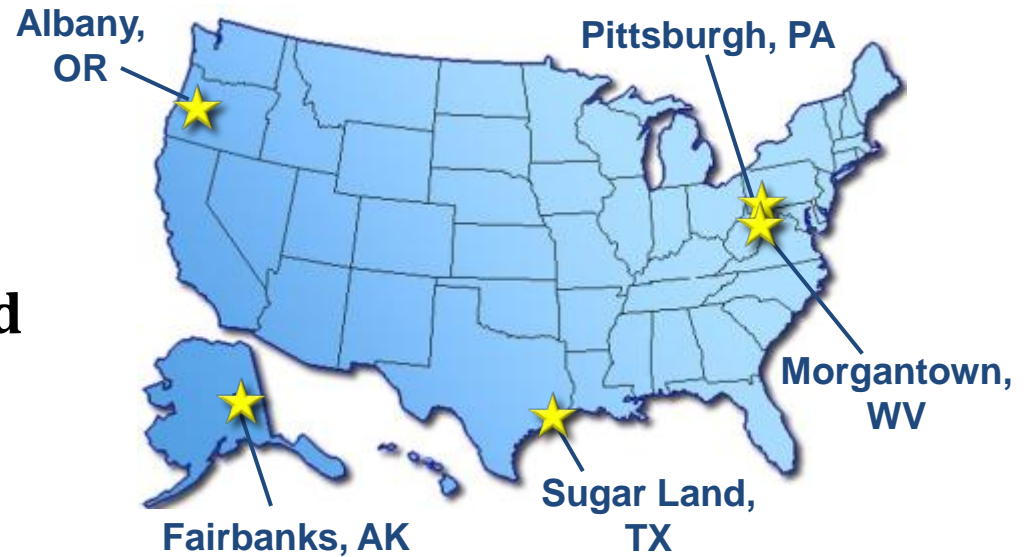 Albany,
OR
Pittsburgh, PA
d
Morgantown,
WV
Sugar Land,
TX
Fairbanks, AK